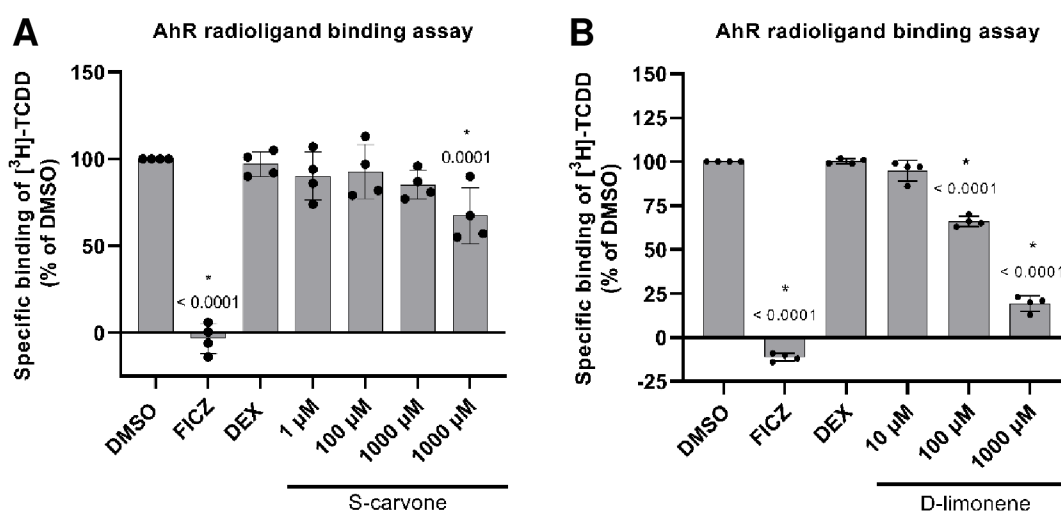 A
AhR radioligand binding assay
Specific binding of [³H]-TCDD
(% of DMSO)
150
100
50
0
*
< 0.0001
*
0.0001
DMSO
FICZ
DEX
1 µM
100 µM
1000 µM
1000 µM
S-carvone
B
AhR radioligand binding assay
Specific binding of [³H]-TCDD
(% of DMSO)
150
125
100
75
50
25
0
-25
*
< 0.0001
*
< 0.0001
*
< 0.0001
DMSO
FICZ
DEX
10 µM
100 µM
1000 µM
D-limonene